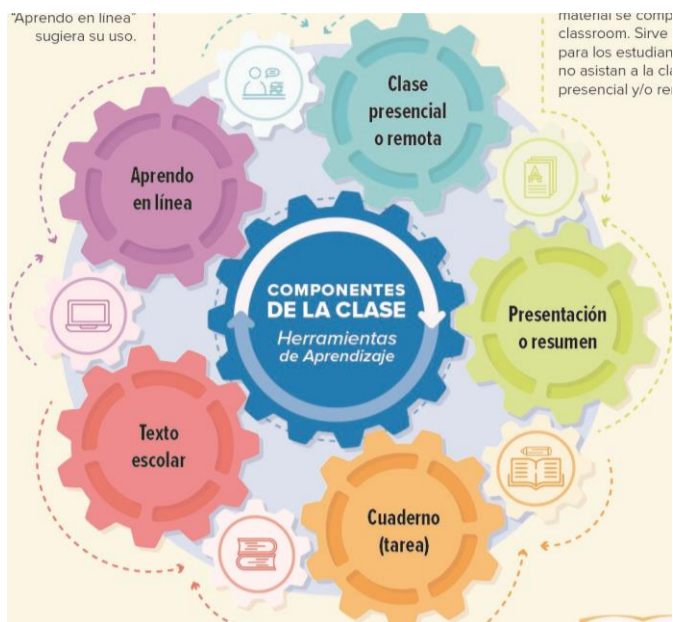 "Aprendo en línea"
sugiera su uso.
material se comp
classroom. Sirve
para los estudian
no asistan a la cla
presencial y/o re
Clase
presencial
o remota
Aprendo
en línea
COMPONENTES
DE LA CLASE
Herramientas
de Aprendizaje
Presentación
o resumen
Texto
escolar
Cuaderno
(tarea)